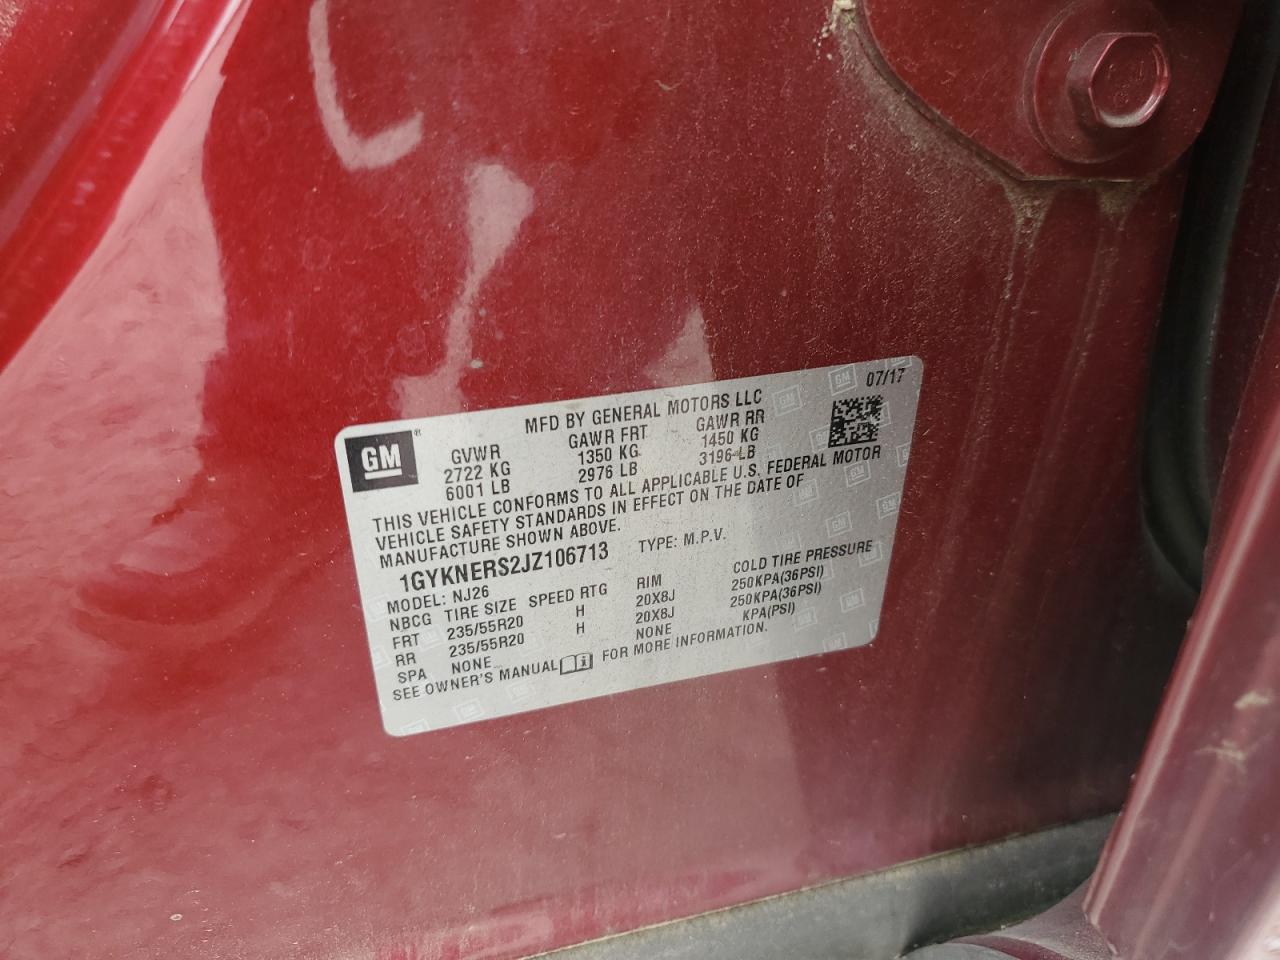 07/17
MFD BY GENERAL MOTORS LLC
GM®
GVWR GAWR FRT GAWR RR
2722 KG 1350 KG 1450 KG
6001 LB 2976 LB 3196 LB
THIS VEHICLE CONFORMS TO ALL APPLICABLE U.S. FEDERAL MOTOR
VEHICLE SAFETY STANDARDS IN EFFECT ON THE DATE OF
MANUFACTURE SHOWN ABOVE.
1GYKNERS2JZ106713 TYPE: M.P.V.
MODEL: NJ26
NBCG TIRE SIZE SPEED RTG RIM COLD TIRE PRESSURE
FRT 235/55R20 H 20X8J 250KPA(36PSI)
RR 235/55R20 H 20X8J 250KPA(36PSI)
SPA NONE NONE KPA(PSI)
SEE OWNER'S MANUAL FOR MORE INFORMATION.